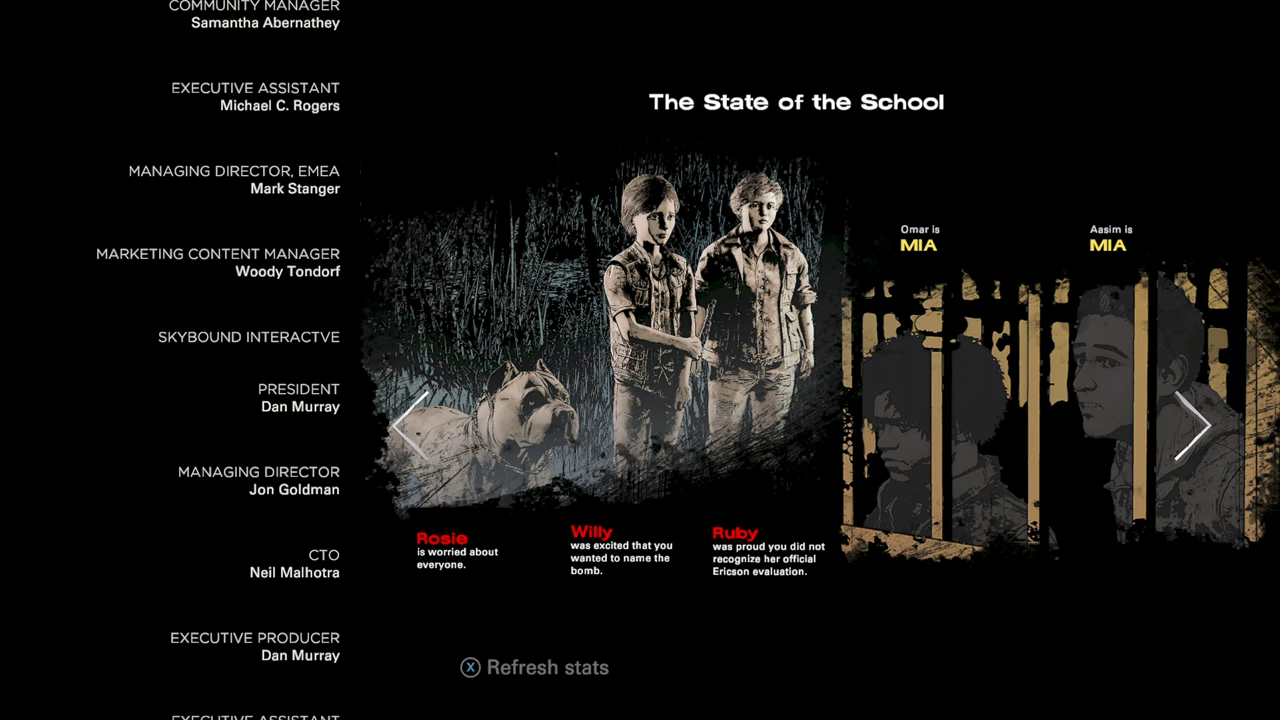 COMMUNITY MANAGER
Samantha Abernathey
EXECUTIVE ASSISTANT
Michael C. Rogers
MANAGING DIRECTOR, EMEA
Mark Stanger
MARKETING CONTENT MANAGER
Woody Tondorf
SKYBOUND INTERACTVE
PRESIDENT
Dan Murray
MANAGING DIRECTOR
Jon Goldman
CTO
Neil Malhotra
EXECUTIVE PRODUCER
Dan Murray
EXECUTIVE ASSISTANT
The State of the School
Omar is
MIA
Aasim is
MIA
Rosie
is worried about
everyone.
Willy
was excited that you
wanted to name the
bomb.
Ruby
was proud you did not
recognize her official
Ericson evaluation.
X Refresh stats